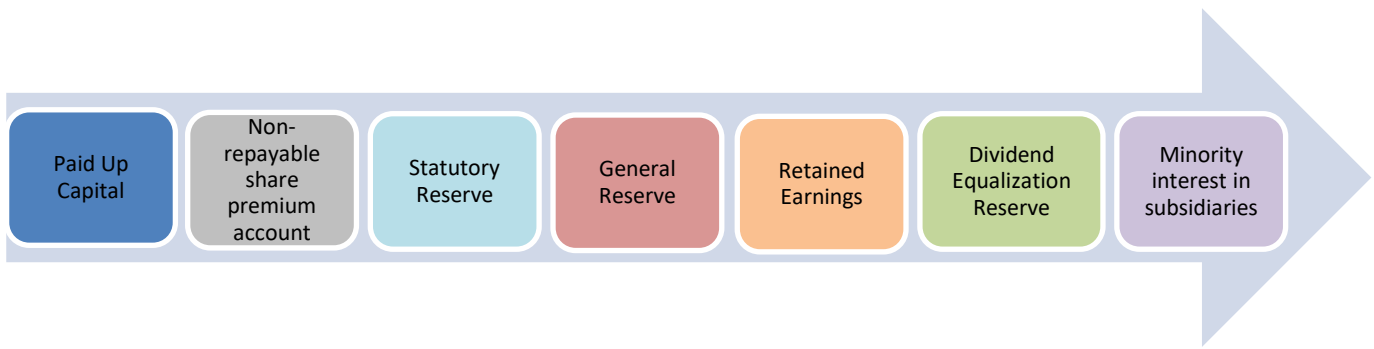 Paid Up
Capital
Non-
repayable
share
premium
account
Statutory
Reserve
General
Reserve
Retained
Earnings
Dividend
Equalization
Reserve
Minority
interest in
subsidiaries